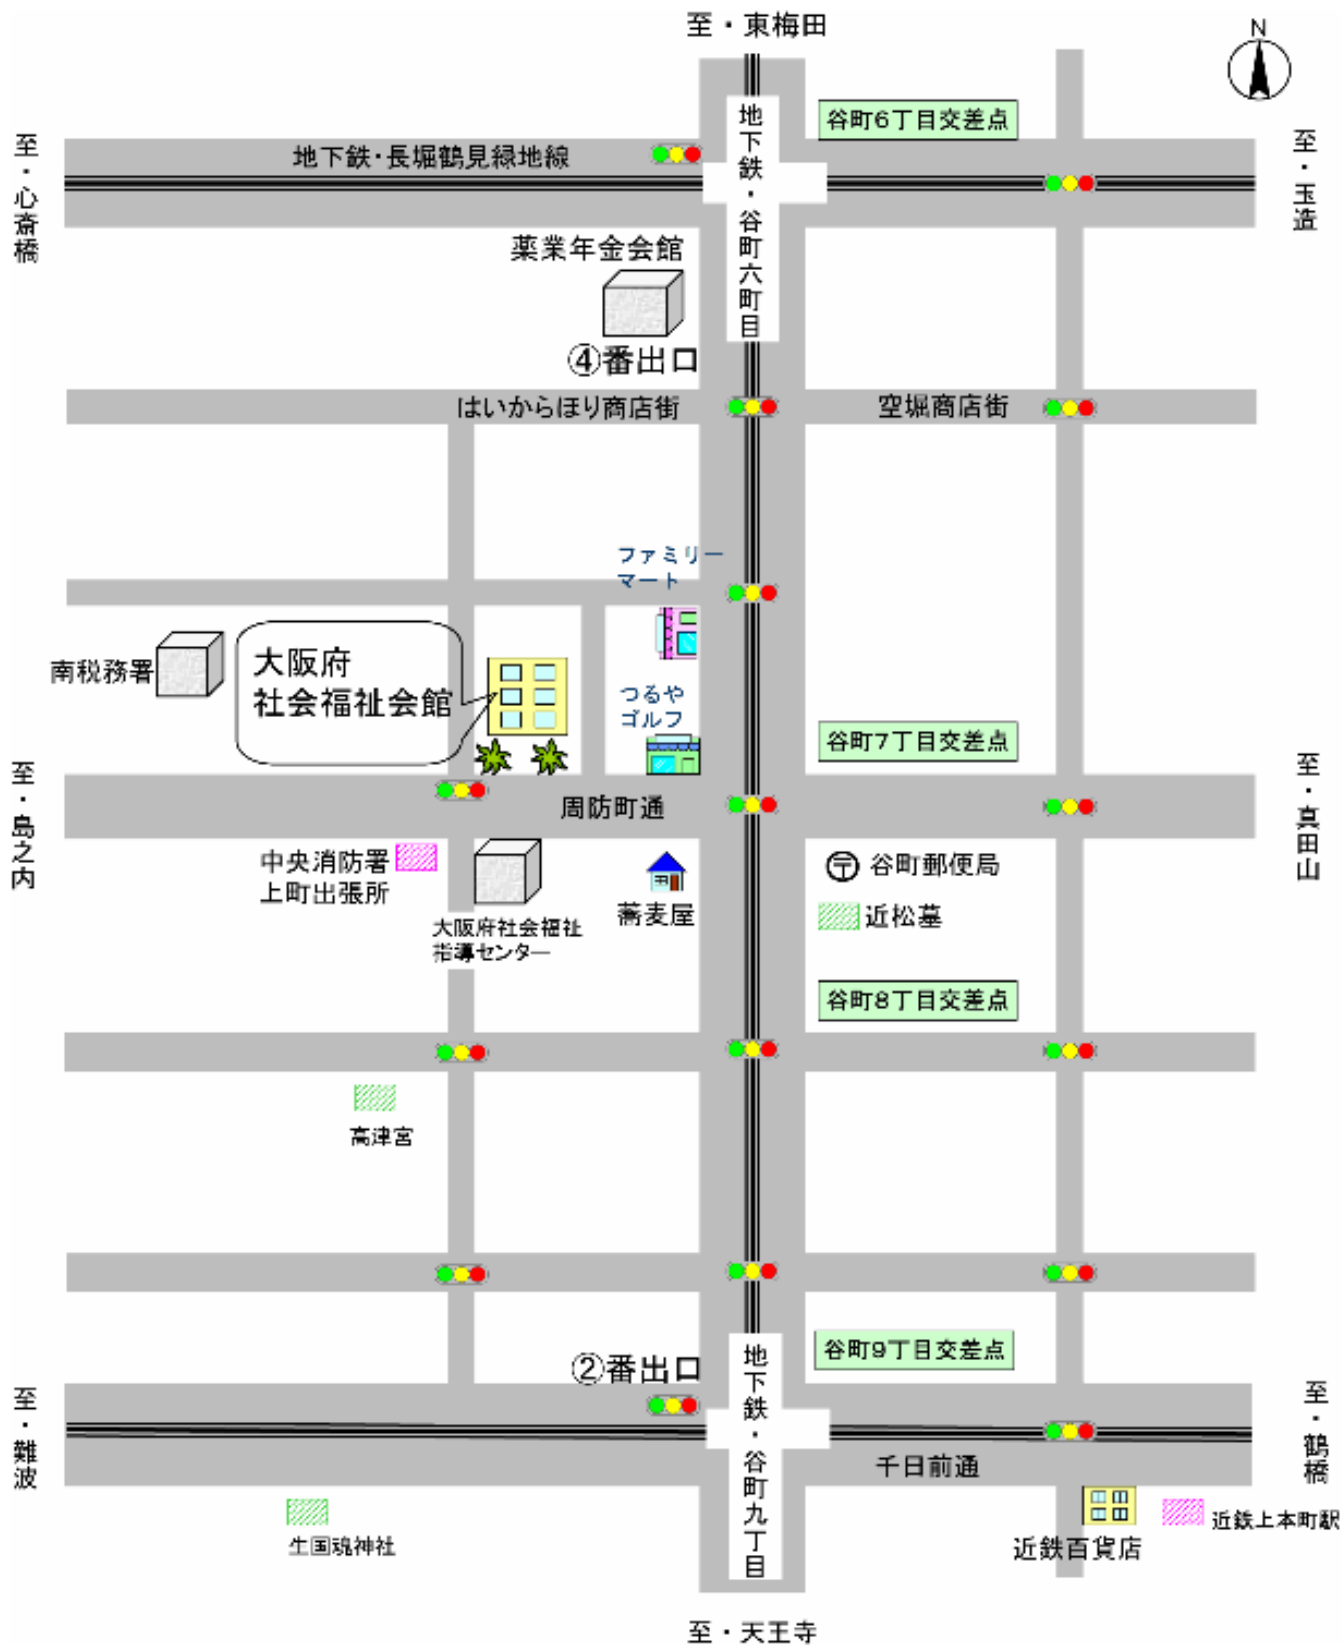 至・東梅田
N
谷町6丁目交差点
地下鉄・谷町六町目
至・心斎橋
地下鉄・長堀鶴見緑地線
至・玉造
薬業年金会館
④番出口
はいからほり商店街
空堀商店街
ファミリー
マート
南税務署
大阪府
社会福祉会館
つるや
ゴルフ
谷町7丁目交差点
至・島之内
周防町通
至・真田山
中央消防署
上町出張所
大阪府社会福祉
指導センター
蕎麦屋
〒谷町郵便局
近松墓
谷町8丁目交差点
高津宮
谷町9丁目交差点
②番出口
地下鉄・谷町九丁目
至・難波
至・鶴橋
千日前通
生国魂神社
近鉄百貨店
近鉄上本町駅
至・天王寺